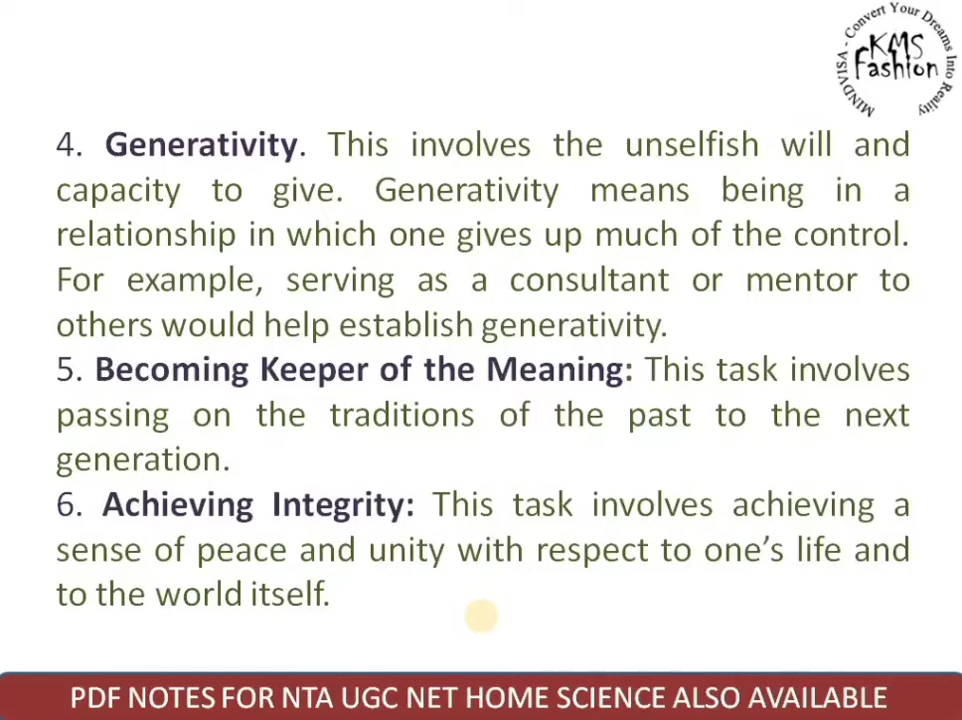 MINDVISA - Convert Your Dreams Into Reality
KMS
Fashion
4. Generativity. This involves the unselfish will and
capacity to give. Generativity means being in a
relationship in which one gives up much of the control.
For example, serving as a consultant or mentor to
others would help establish generativity.
5. Becoming Keeper of the Meaning: This task involves
passing on the traditions of the past to the next
generation.
6. Achieving Integrity: This task involves achieving a
sense of peace and unity with respect to one’s life and
to the world itself.
PDF NOTES FOR NTA UGC NET HOME SCIENCE ALSO AVAILABLE